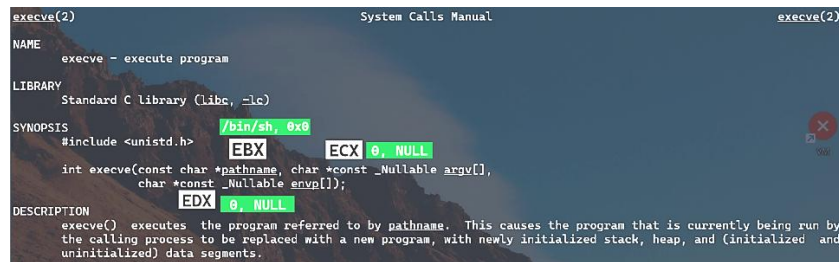 execve(2) System Calls Manual execve(2)
NAME
execve - execute program
LIBRARY
Standard C library (libc, -lc)
SYNOPSIS /bin/sh, 0x0
#include <unistd.h>
EBX ECX 0, NULL
int execve(const char *pathname, char *const _Nullable argv[],
char *const _Nullable envp[]);
EDX 0, NULL
DESCRIPTION
execve() executes the program referred to by pathname. This causes the program that is currently being run by
the calling process to be replaced with a new program, with newly initialized stack, heap, and (initialized and
uninitialized) data segments.